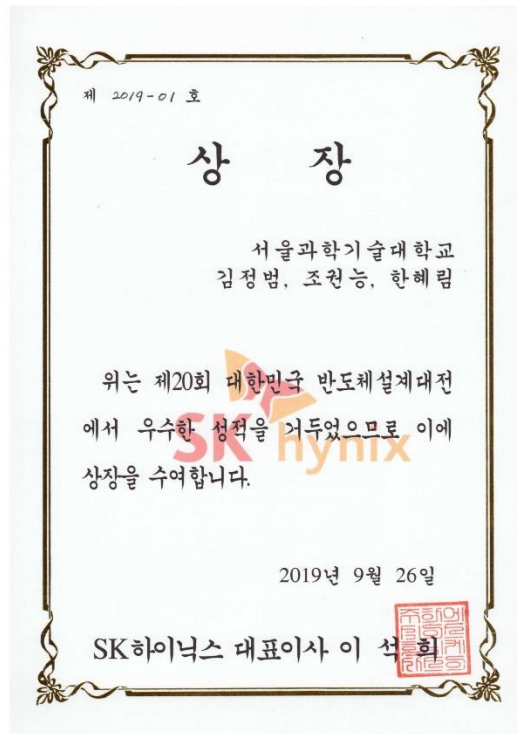 제 2019-01 호
상 장
서울과학기술대학교
김정범, 조권능, 한혜림
위는 제20회 대한민국 반도체설계대전
에서 우수한 성적을 거두었으므로 이에
상장을 수여합니다.
SK hynix
2019년 9월 26일
SK하이닉스 대표이사 이 석 희